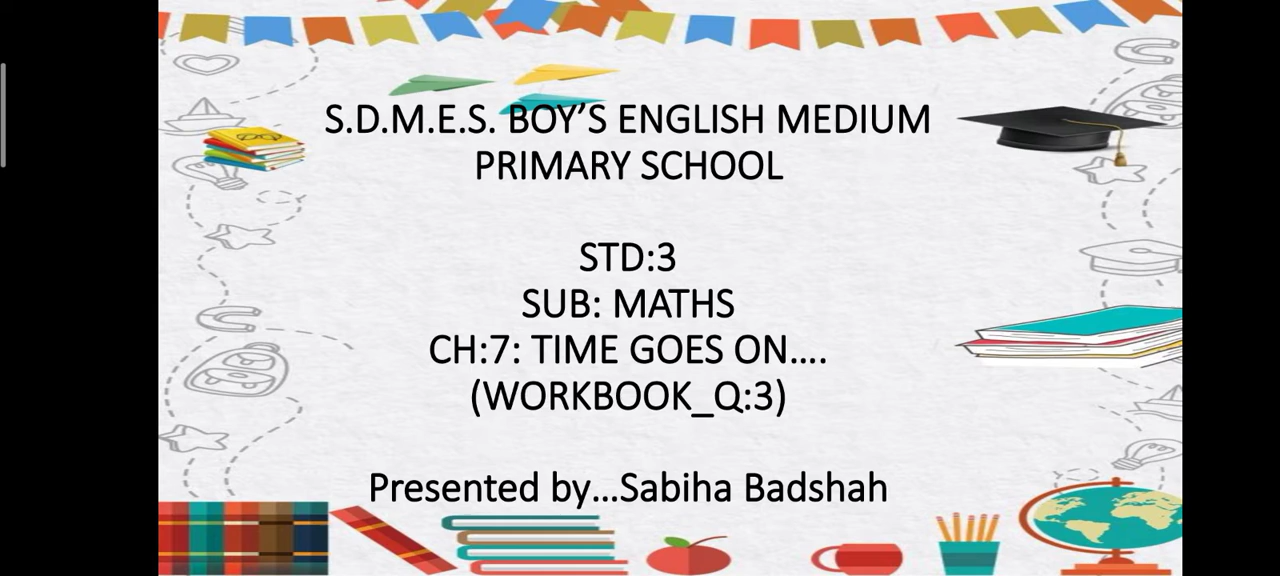 S.D.M.E.S. BOY’S ENGLISH MEDIUM
PRIMARY SCHOOL
STD:3
SUB: MATHS
CH:7: TIME GOES ON....
(WORKBOOK_Q:3)
Presented by...Sabiha Badshah